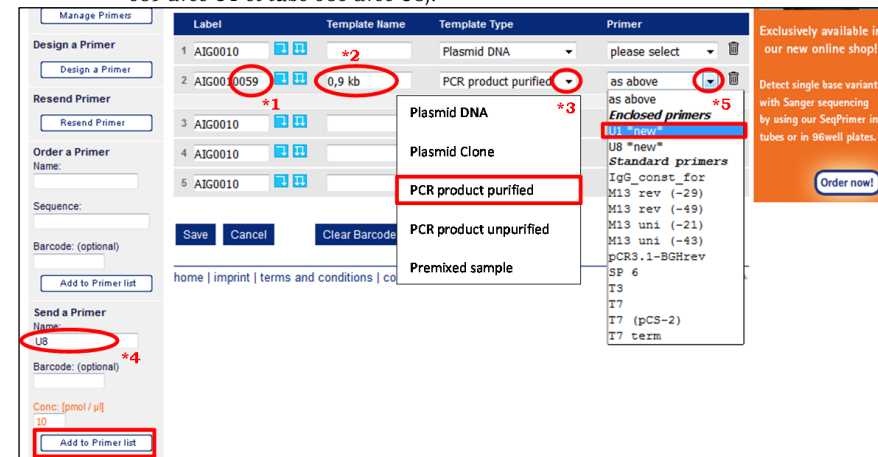 Manage Primers
Design a Primer
Design a Primer
Resend Primer
Resend Primer
Order a Primer
Name:
Sequence:
Barcode: (optional)
Add to Primer list
Send a Primer
Name:
U8
*4
Barcode: (optional)
Conc: [pmol / µl]
10
Add to Primer list
Label Template Name Template Type Primer
1 AIG0010 *2 Plasmid DNA please select
2 AIG0010059 0,9 kb PCR product purified as above
*1 *3 *5
3 AIG0010
4 AIG0010
5 AIG0010
Plasmid DNA
Plasmid Clone
PCR product purified
PCR product unpurified
Premixed sample
as above
Enclosed primers
U1 *new*
U8 *new*
Standard primers
IgG_const_for
M13 rev (-29)
M13 rev (-49)
M13 uni (-21)
M13 uni (-43)
pCR3.1-BGHrev
SP 6
T3
T7
T7 (pCS-2)
T7 term
Save Cancel Clear Barcode
home | imprint | terms and conditions | co
Exclusively available in
our new online shop!
Detect single base variant
with Sanger sequencing
by using our SeqPrimer in
tubes or in 96well plates.
Order now!